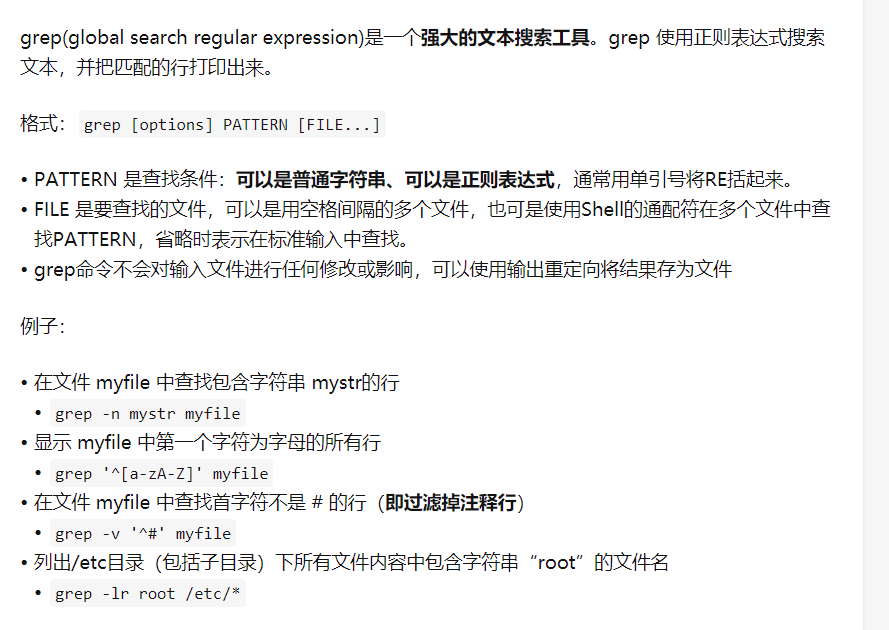 grep(global search regular expression)是一个强大的文本搜索工具。grep 使用正则表达式搜索
文本，并把匹配的行打印出来。
格式： grep [options] PATTERN [FILE...]
• PATTERN 是查找条件：可以是普通字符串、可以是正则表达式，通常用单引号将RE括起来。
• FILE 是要查找的文件，可以是用空格间隔的多个文件，也可是使用Shell的通配符在多个文件中查
找PATTERN，省略时表示在标准输入中查找。
• grep命令不会对输入文件进行任何修改或影响，可以使用输出重定向将结果存为文件
例子：
• 在文件 myfile 中查找包含字符串 mystr的行
• grep -n mystr myfile
• 显示 myfile 中第一个字符为字母的所有行
• grep '^[a-zA-Z]' myfile
• 在文件 myfile 中查找首字符不是 # 的行（即过滤掉注释行）
• grep -v '^#' myfile
• 列出/etc目录（包括子目录）下所有文件内容中包含字符串“root”的文件名
• grep -lr root /etc/*